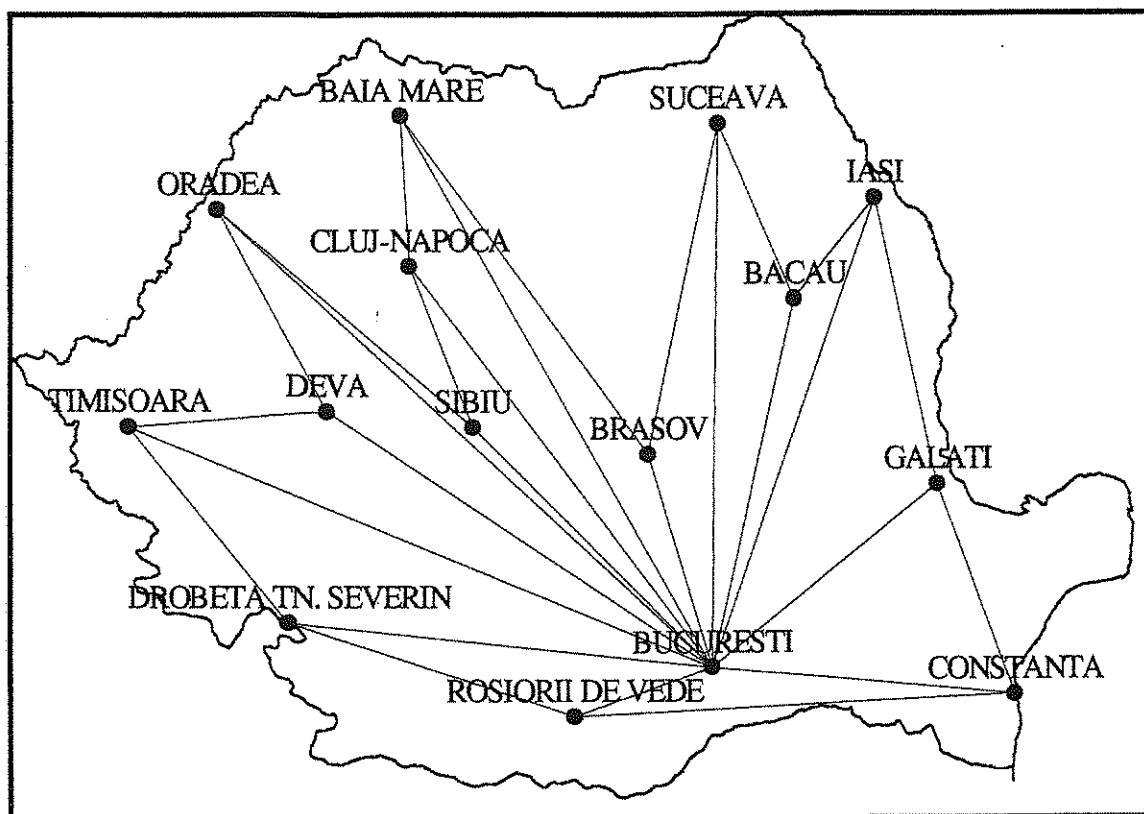 BAIA MARE
SUCEAVA
ORADEA
IASI
CLUJ-NAPOCA
BACAU
TIMISOARA
DEVA
SIBIU
BRASOV
GALATI
DROBETA TN. SEVERIN
BUCURESTI
CONSTANTA
ROSIORII DE VEDE